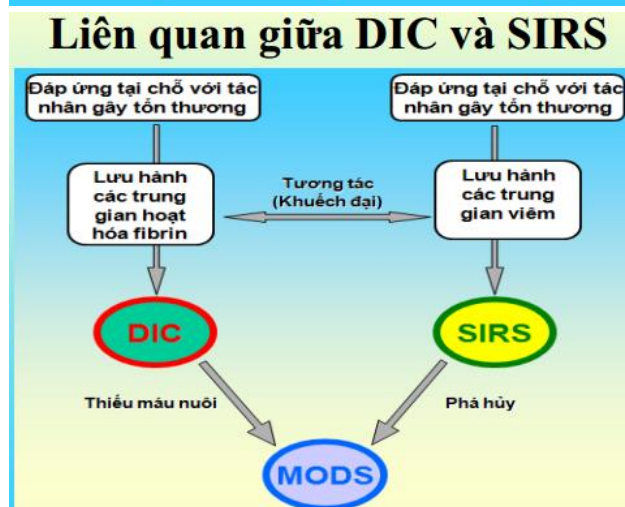 Liên quan giữa DIC và SIRS
Đáp ứng tại chỗ với tác
nhân gây tổn thương
Đáp ứng tại chỗ với tác
nhân gây tổn thương
Lưu hành
các trung
gian hoạt
hóa fibrin
Tương tác
(Khuếch đại)
Lưu hành
các trung
gian viêm
DIC
SIRS
Thiếu máu nuôi
Phá hủy
MODS